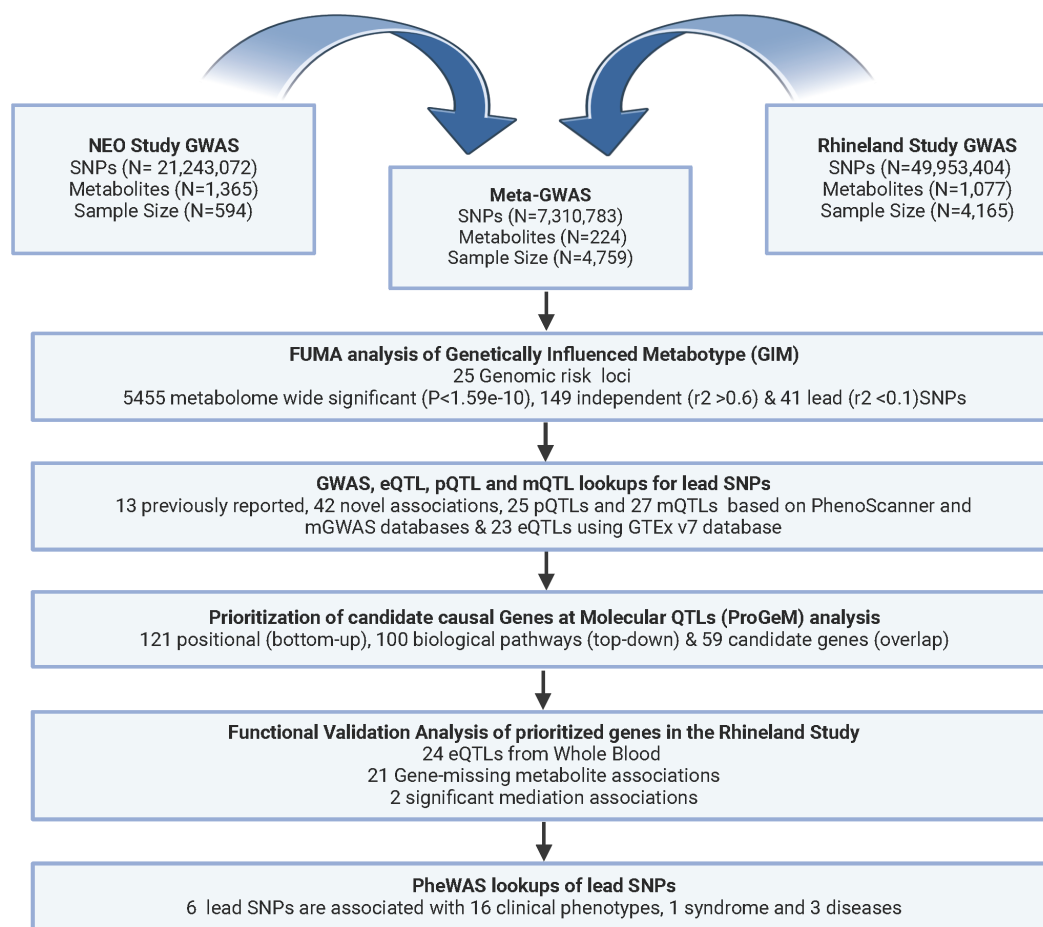 NEO Study GWAS
SNPs (N= 21,243,072)
Metabolites (N=1,365)
Sample Size (N=594)
Meta-GWAS
SNPs (N=7,310,783)
Metabolites (N=224)
Sample Size (N=4,759)
Rhineland Study GWAS
SNPs (N=49,953,404)
Metabolites (N=1,077)
Sample Size (N=4,165)
FUMA analysis of Genetically Influenced Metabotype (GIM)
25 Genomic risk loci
5455 metabolome wide significant (P<1.59e-10), 149 independent (r2 >0.6) & 41 lead (r2 <0.1)SNPs
GWAS, eQTL, pQTL and mQTL lookups for lead SNPs
13 previously reported, 42 novel associations, 25 pQTLs and 27 mQTLs based on PhenoScanner and
mGWAS databases & 23 eQTLs using GTEx v7 database
Prioritization of candidate causal Genes at Molecular QTLs (ProGeM) analysis
121 positional (bottom-up), 100 biological pathways (top-down) & 59 candidate genes (overlap)
Functional Validation Analysis of prioritized genes in the Rhineland Study
24 eQTLs from Whole Blood
21 Gene-missing metabolite associations
2 significant mediation associations
PheWAS lookups of lead SNPs
6 lead SNPs are associated with 16 clinical phenotypes, 1 syndrome and 3 diseases